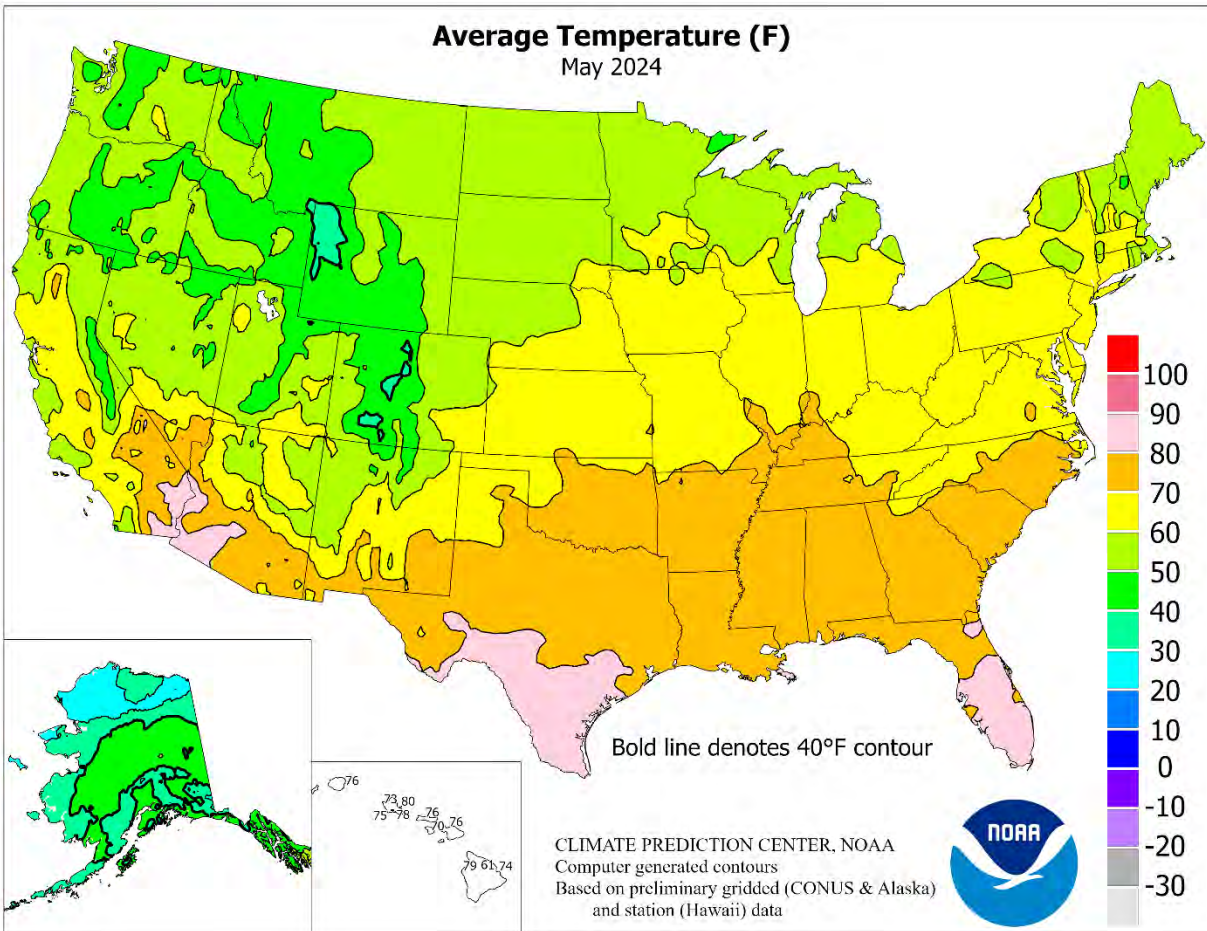 Average Temperature (F)
May 2024
100
90
80
70
60
50
40
30
20
10
0
-10
-20
-30
Bold line denotes 40°F contour
76
73 80
75 78
76
70 76
79 61 74
CLIMATE PREDICTION CENTER, NOAA
Computer generated contours
Based on preliminary gridded (CONUS & Alaska)
and station (Hawaii) data
NOAA